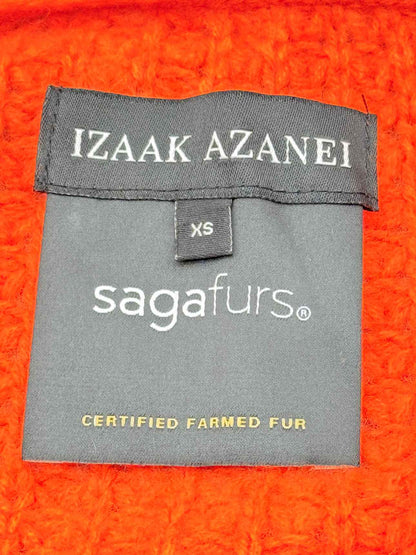 IZAAK AZANEI
XS
sagafurs®
CERTIFIED FARMED FUR